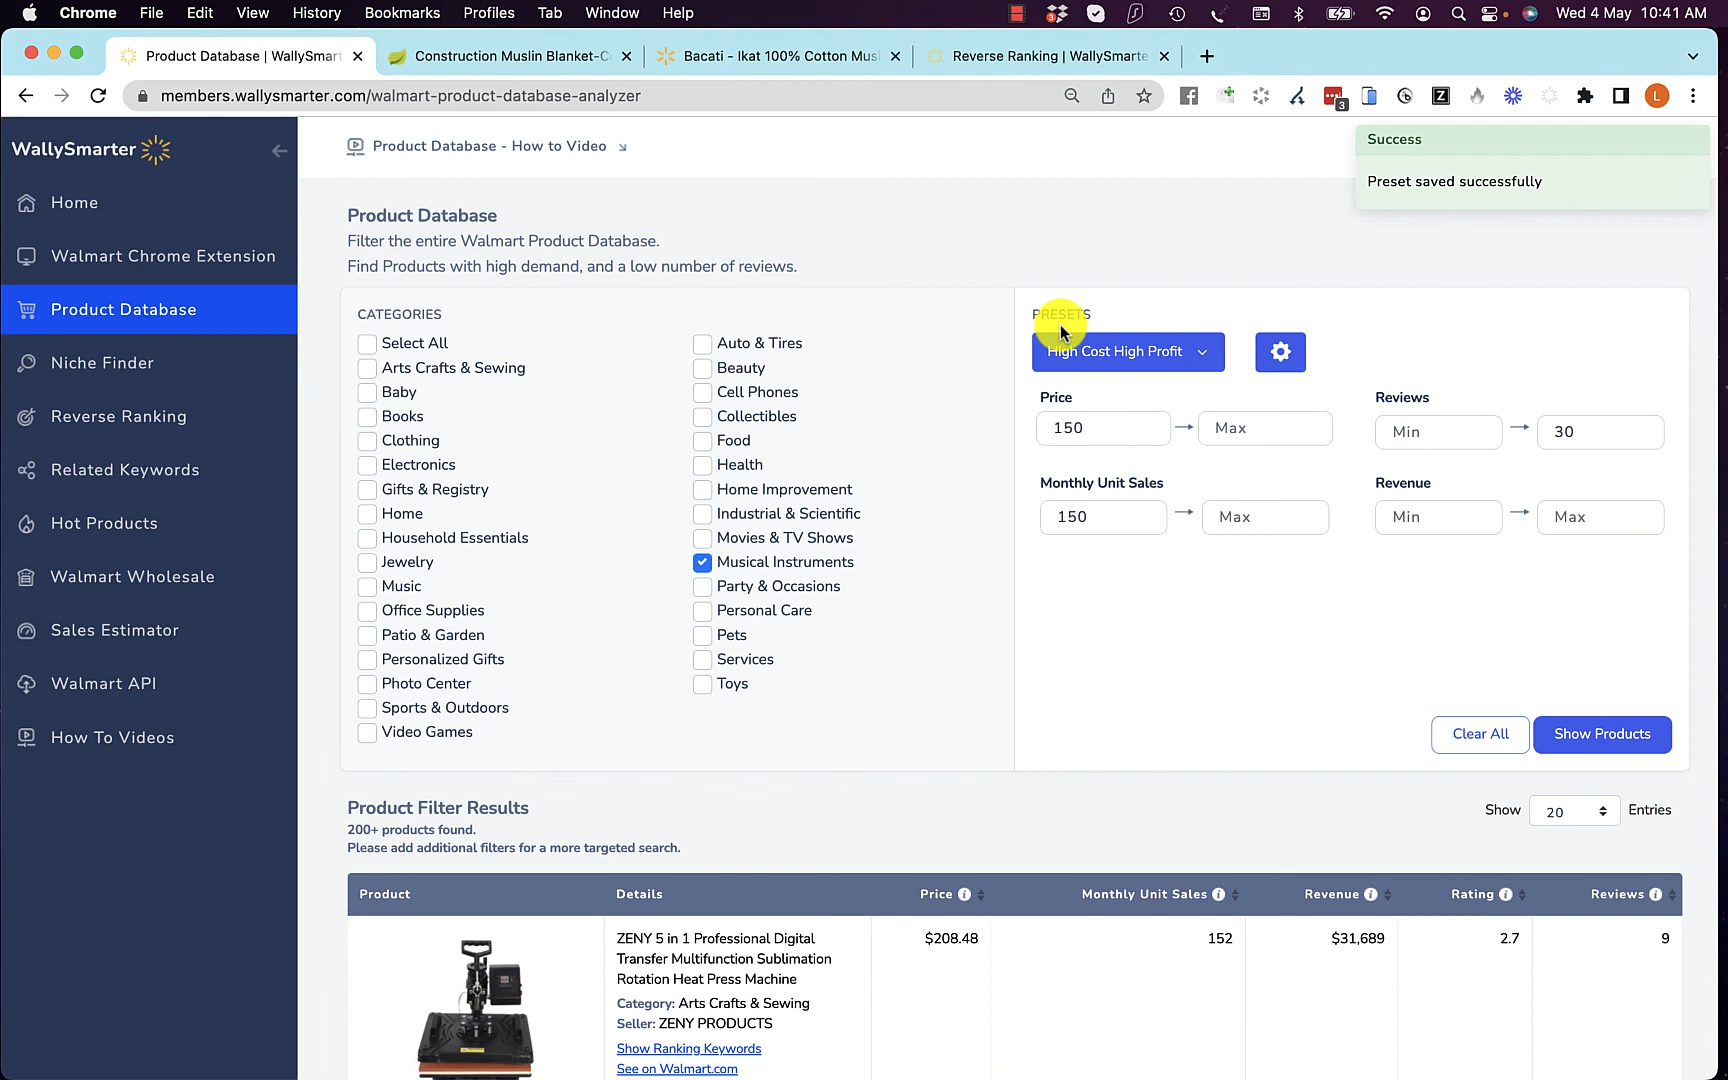 Chrome File Edit View History Bookmarks Profiles Tab Window Help
3
Wed 4 May 10:41 AM
Product Database | WallySmart
Construction Muslin Blanket-C
Bacati - Ikat 100% Cotton Mus
Reverse Ranking | WallySmarte
members.wallysmarter.com/walmart-product-database-analyzer
3
Z
L
WallySmarter
Home
Walmart Chrome Extension
Product Database
Niche Finder
Reverse Ranking
Related Keywords
Hot Products
Walmart Wholesale
Sales Estimator
Walmart API
How To Videos
Product Database - How to Video
Success
Preset saved successfully
Product Database
Filter the entire Walmart Product Database.
Find Products with high demand, and a low number of reviews.
CATEGORIES
Select All
Arts Crafts & Sewing
Baby
Books
Clothing
Electronics
Gifts & Registry
Home
Household Essentials
Jewelry
Music
Office Supplies
Patio & Garden
Personalized Gifts
Photo Center
Sports & Outdoors
Video Games
Auto & Tires
Beauty
Cell Phones
Collectibles
Food
Health
Home Improvement
Industrial & Scientific
Movies & TV Shows
Musical Instruments
Party & Occasions
Personal Care
Pets
Services
Toys
PRESETS
High Cost High Profit
Price
150 Max
Reviews
Min 30
Monthly Unit Sales
150 Max
Revenue
Min Max
Clear All Show Products
Product Filter Results
200+ products found.
Please add additional filters for a more targeted search.
Show 20 Entries
Product Details Price Monthly Unit Sales Revenue Rating Reviews
ZENY 5 in 1 Professional Digital
Transfer Multifunction Sublimation
Rotation Heat Press Machine
Category: Arts Crafts & Sewing
Seller: ZENY PRODUCTS
Show Ranking Keywords
See on Walmart.com
$208.48 152 $31,689 2.7 9